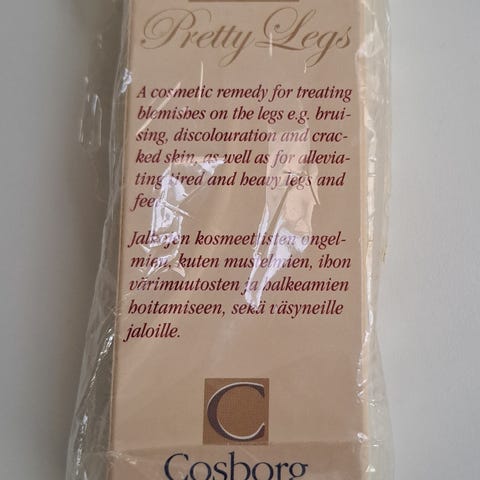 Pretty Legs
A cosmetic remedy for treating
blemishes on the legs e.g. brui-
sing, discolouration and crac-
ked skin, as well as for allevia-
ting tired and heavy legs and
feet.
Jalkojen kosmeettisten ongel-
mien, kuten mustelmien, ihon
värimuutosten ja halkeamien
hoitamiseen, sekä väsyneille
jaloille.
C
Cosborg